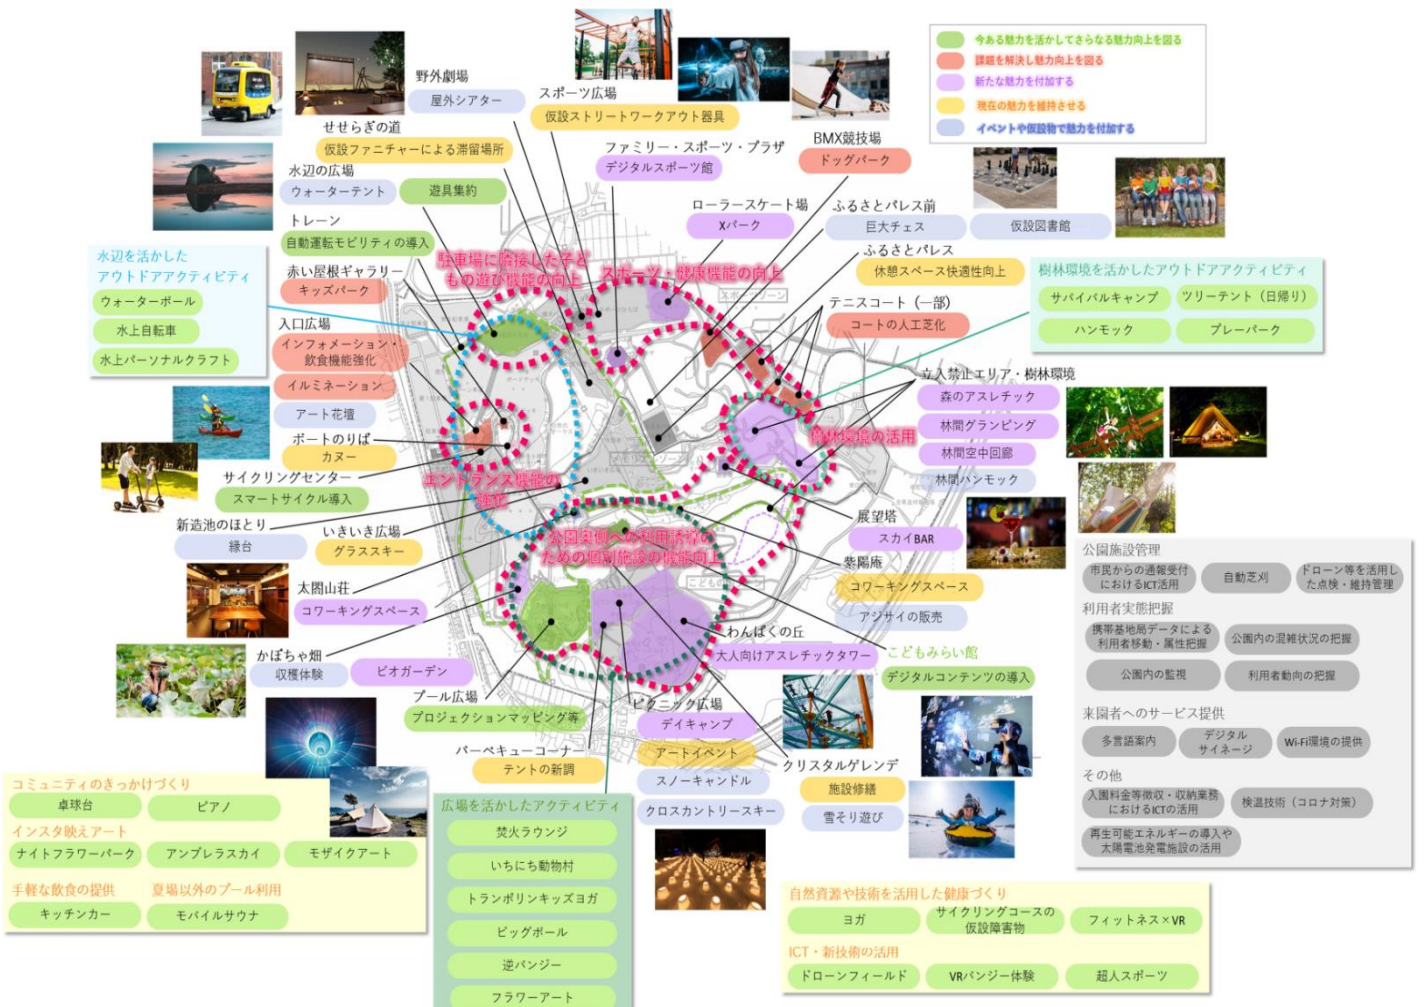 今ある魅力を活かしてさらなる魅力向上を図る
課題を解決し魅力向上を図る
新たな魅力を付加する
現在の魅力を維持させる
イベントや仮設物で魅力を付加する
野外劇場
屋外シアター
スポーツ広場
仮設ストリートワークアウト器具
せせらぎの道
仮設ファニチャーによる滞留場所
ファミリー・スポーツ・プラザ
デジタルスポーツ館
BMX競技場
ドッグパーク
水辺の広場
ウォーターテント
遊具集約
ローラースケート場
Xパーク
ふるさとパレス前
巨大チェス
仮設図書館
トレーン
自動運転モビリティの導入
ふるさとパレス
休憩スペース快適性向上
水辺を活かした
アウトドアアクティビティ
ウォーターボール
水上自転車
水上パーソナルクラフト
赤い屋根ギャラリー
キッズパーク
駐車場に隣接した子ど
もの遊び機能の向上
スポーツ・健康機能の向上
スポーツゾーン
樹林環境を活かしたアウトドアアクティビティ
サバイバルキャンプ
ツリーテント（日帰り）
ハンモック
プレーパーク
テニスコート（一部）
コートの人工芝化
入口広場
インフォメーション・
飲食機能強化
イルミネーション
アート花壇
立入禁止エリア・樹林環境
森のアスレチック
林間グランピング
林間空中回廊
林間ハンモック
樹林環境の活用
ボートのりば
カヌー
サイクリングセンター
スマートサイクル導入
エントランス機能の
強化
新造池のほとり
縁台
いきいき広場
グラススキー
公園奥側への利用誘導の
ための個別施設の機能向上
展望塔
スカイBAR
紫陽庵
コワーキングスペース
アジサイの販売
太閤山荘
コワーキングスペース
わんぱくの丘
大人向けアスレチックタワー
こどもみらい館
デジタルコンテンツの導入
かぼちゃ畑
収穫体験
ビオガーデン
プール広場
プロジェクションマッピング等
ピクニック広場
デイキャンプ
アートイベント
スノーキャンドル
クロスカントリースキー
バーベキューコーナー
テントの新調
クリスタルゲレンデ
施設修繕
雪そり遊び
公園施設管理
市民からの通報受付
におけるICT活用
自動芝刈
ドローン等を活用し
た点検・維持管理
利用者実態把握
携帯基地局データによる
利用者移動・属性把握
公園内の混雑状況の把握
公園内の監視
利用者動向の把握
来園者へのサービス提供
多言語案内
デジタル
サイネージ
Wi-Fi環境の提供
その他
入園料金等徴収・収納業務
におけるICTの活用
検温技術（コロナ対策）
再生可能エネルギーの導入や
太陽電池発電施設の活用
コミュニティのきっかけづくり
卓球台
ピアノ
インスタ映えアート
ナイトフラワーパーク
アンブレラスカイ
モザイクアート
手軽な飲食の提供
夏場以外のプール利用
キッチンカー
モバイルサウナ
広場を活かしたアクティビティ
焚火ラウンジ
いちにち動物村
トランポリンキッズヨガ
ビッグボール
逆バンジー
フラワーアート
自然資源や技術を活用した健康づくり
ヨガ
サイクリングコースの
仮設障害物
フィットネス×VR
ICT・新技術の活用
ドローンフィールド
VRバンジー体験
超人スポーツ